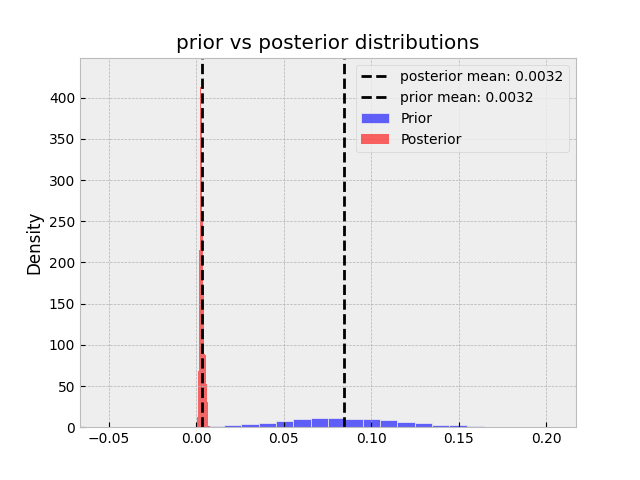 prior vs posterior distributions
posterior mean: 0.0032
prior mean: 0.0032
Prior
Posterior
Density
400
350
300
250
200
150
100
50
0
−0.05 0.00 0.05 0.10 0.15 0.20